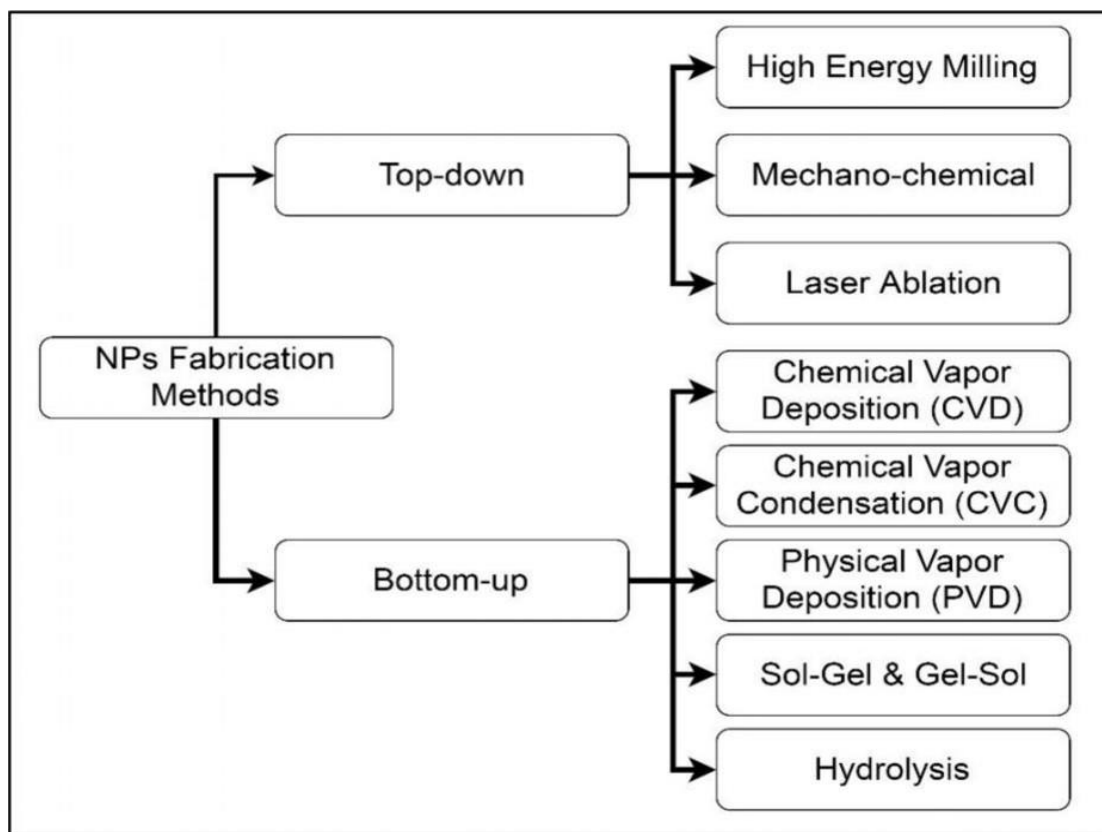 High Energy Milling
Top-down
Mechano-chemical
Laser Ablation
NPs Fabrication
Methods
Chemical Vapor
Deposition (CVD)
Chemical Vapor
Condensation (CVC)
Bottom-up
Physical Vapor
Deposition (PVD)
Sol-Gel & Gel-Sol
Hydrolysis